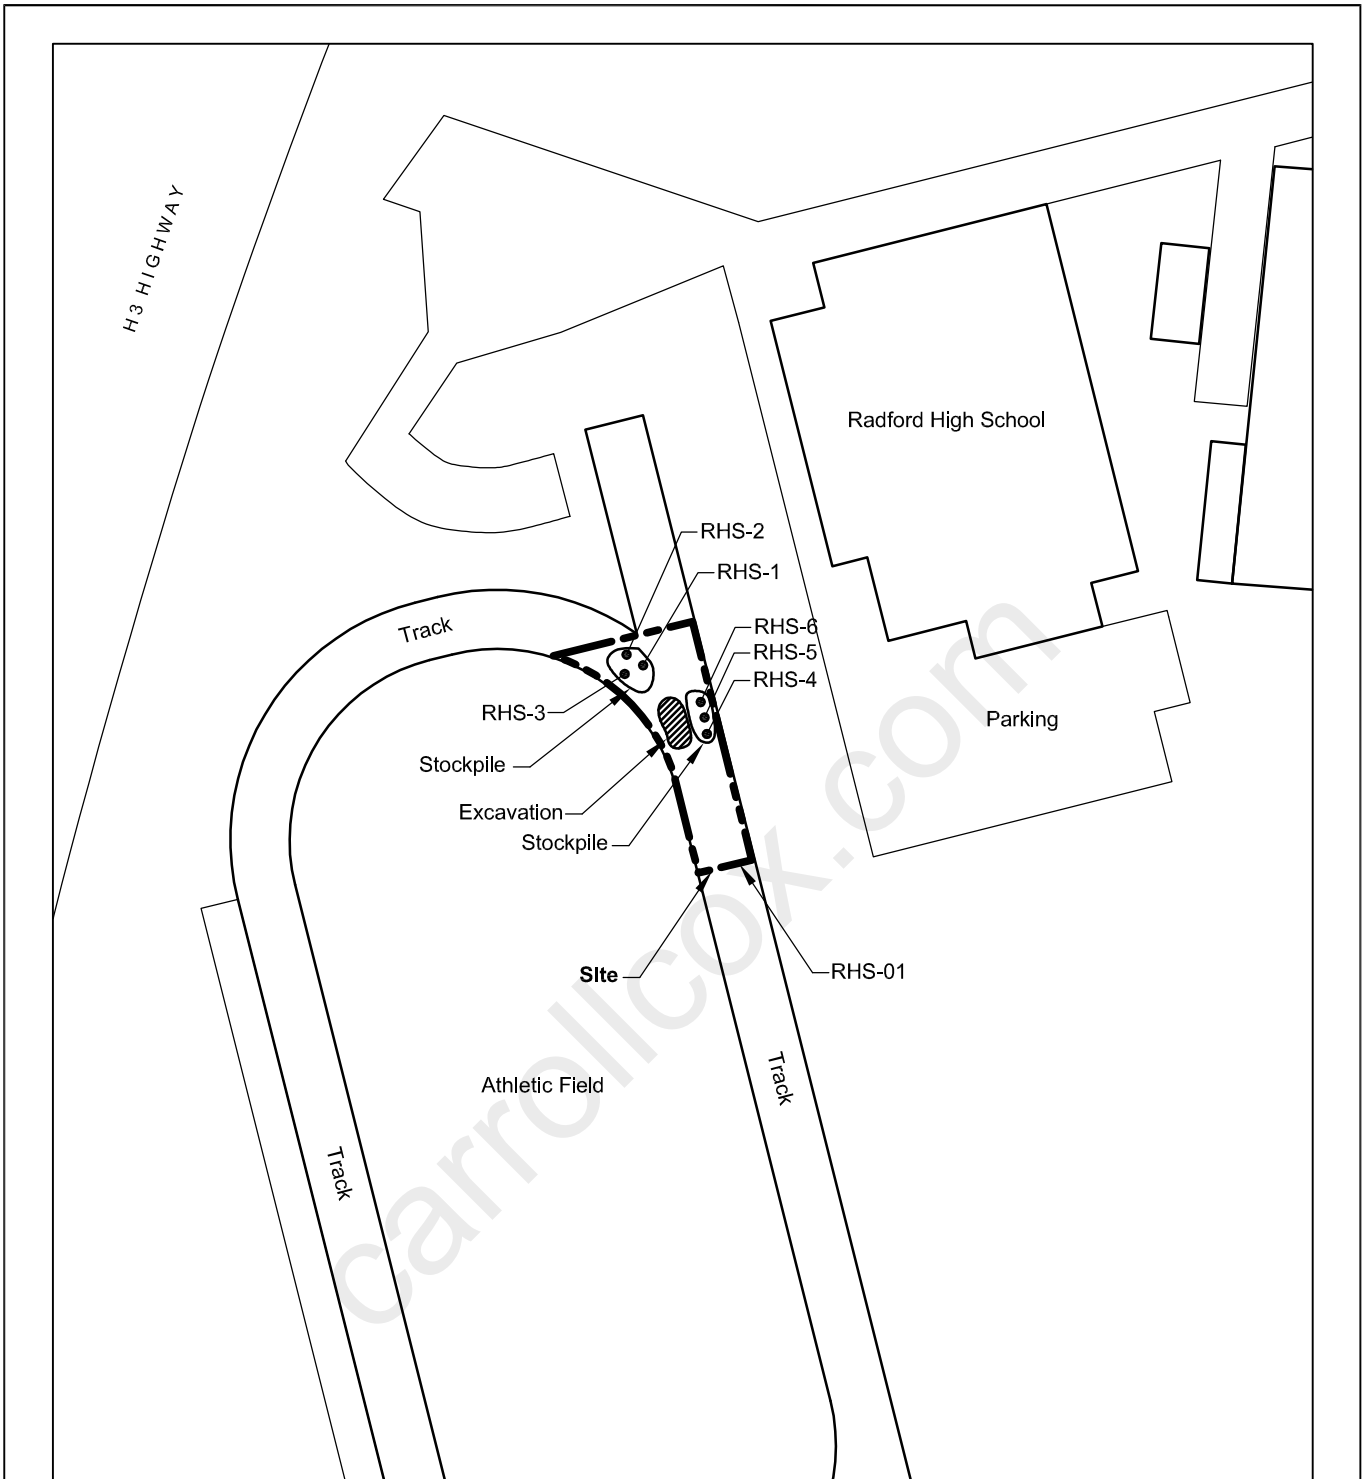 H3 HIGHWAY
Radford High School
RHS-2
RHS-1
Track
RHS-6
RHS-5
RHS-4
RHS-3
Parking
Stockpile
Excavation
Stockpile
SIte
RHS-01
Athletic Field
Track
Track
carrollcox.com